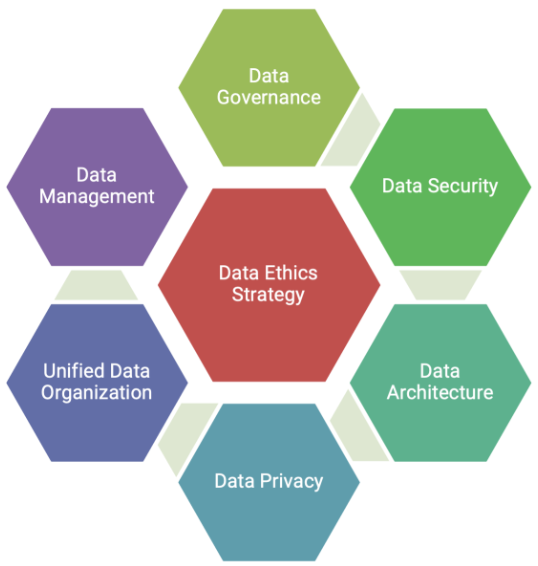 Data
Governance
Data
Management
Data Security
Data Ethics
Strategy
Unified Data
Organization
Data
Architecture
Data Privacy